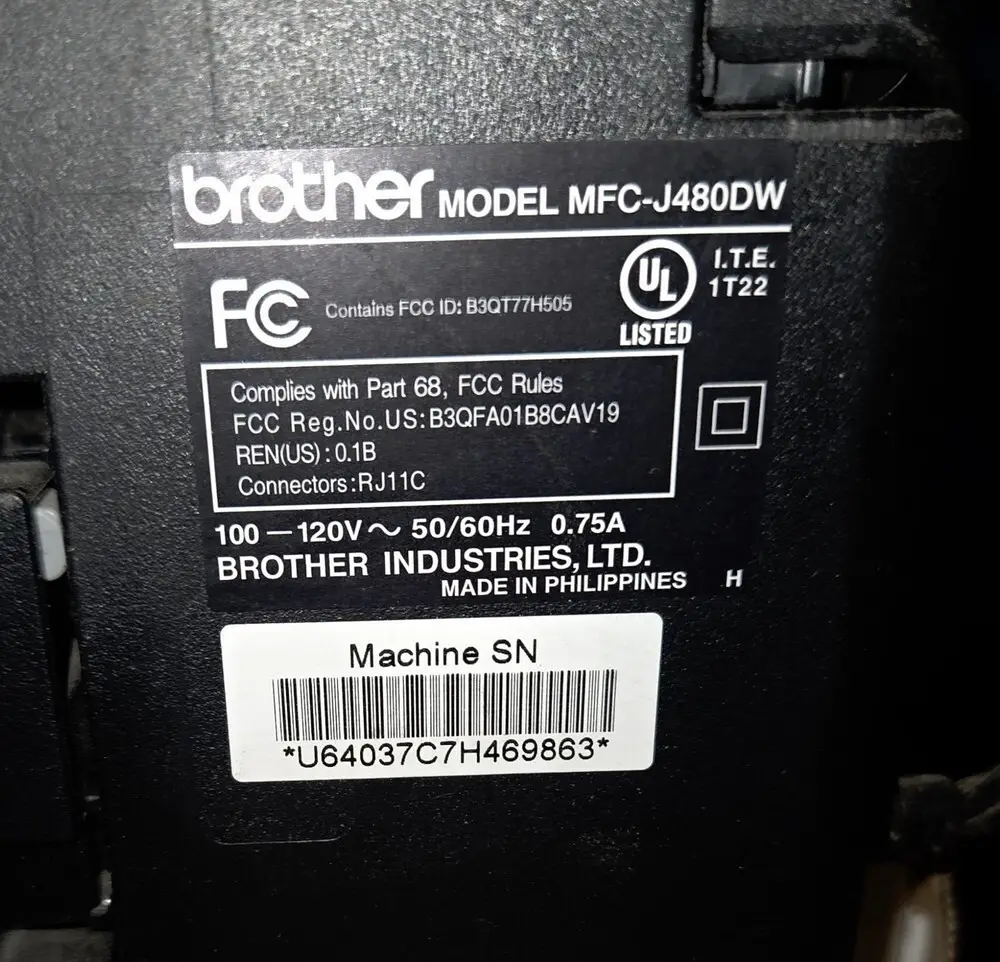 brother MODEL MFC-J480DW
FC Contains FCC ID: B3QT77H505
UL LISTED
I.T.E.
1T22
Complies with Part 68, FCC Rules
FCC Reg.No.US:B3QFA01B8CAV19
REN(US):0.1B
Connectors:RJ11C
100—120V～ 50/60Hz 0.75A
BROTHER INDUSTRIES,LTD.
MADE IN PHILIPPINES H
Machine SN
*U64037C7H469863*